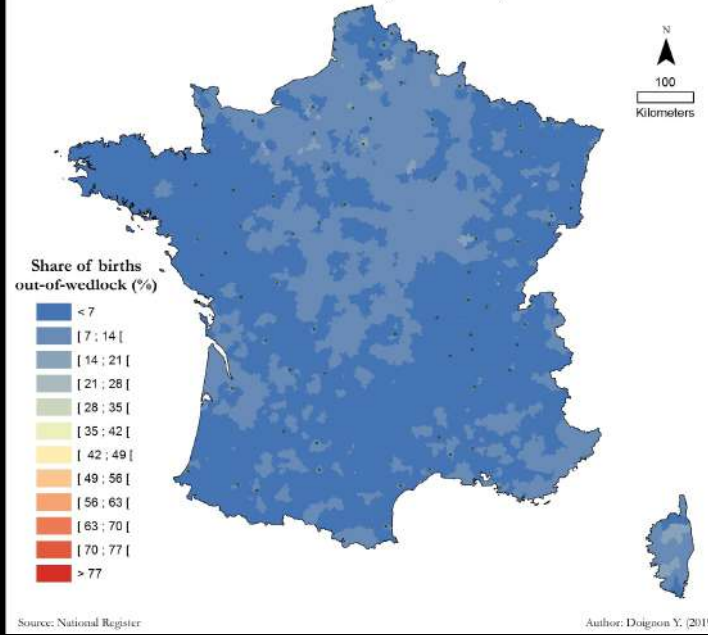 N
100
Kilometers
Share of births
out-of-wedlock (%)
< 7
[ 7 ; 14 [
[ 14 ; 21 [
[ 21 ; 28 [
[ 28 ; 35 [
[ 35 ; 42 [
[ 42 ; 49 [
[ 49 ; 56 [
[ 56 ; 63 [
[ 63 ; 70 [
[ 70 ; 77 [
> 77
Source: National Register
Author: Doignon Y. (2019